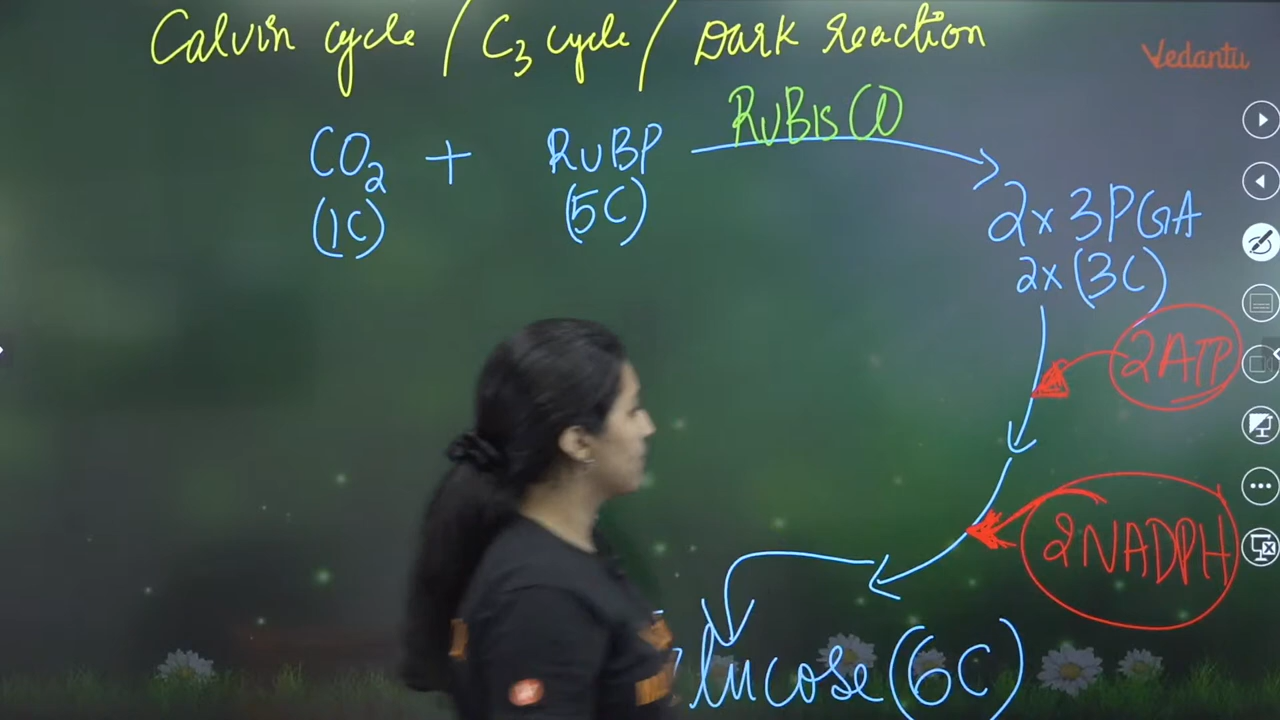 Calvin cycle / C3 cycle / Dark Reaction
Vedantu
RuBisCO
CO2 + RuBP
(1C) (5C)
2x 3PGA
2x (3C)
2ATP
2NADPH
lucose (6C)